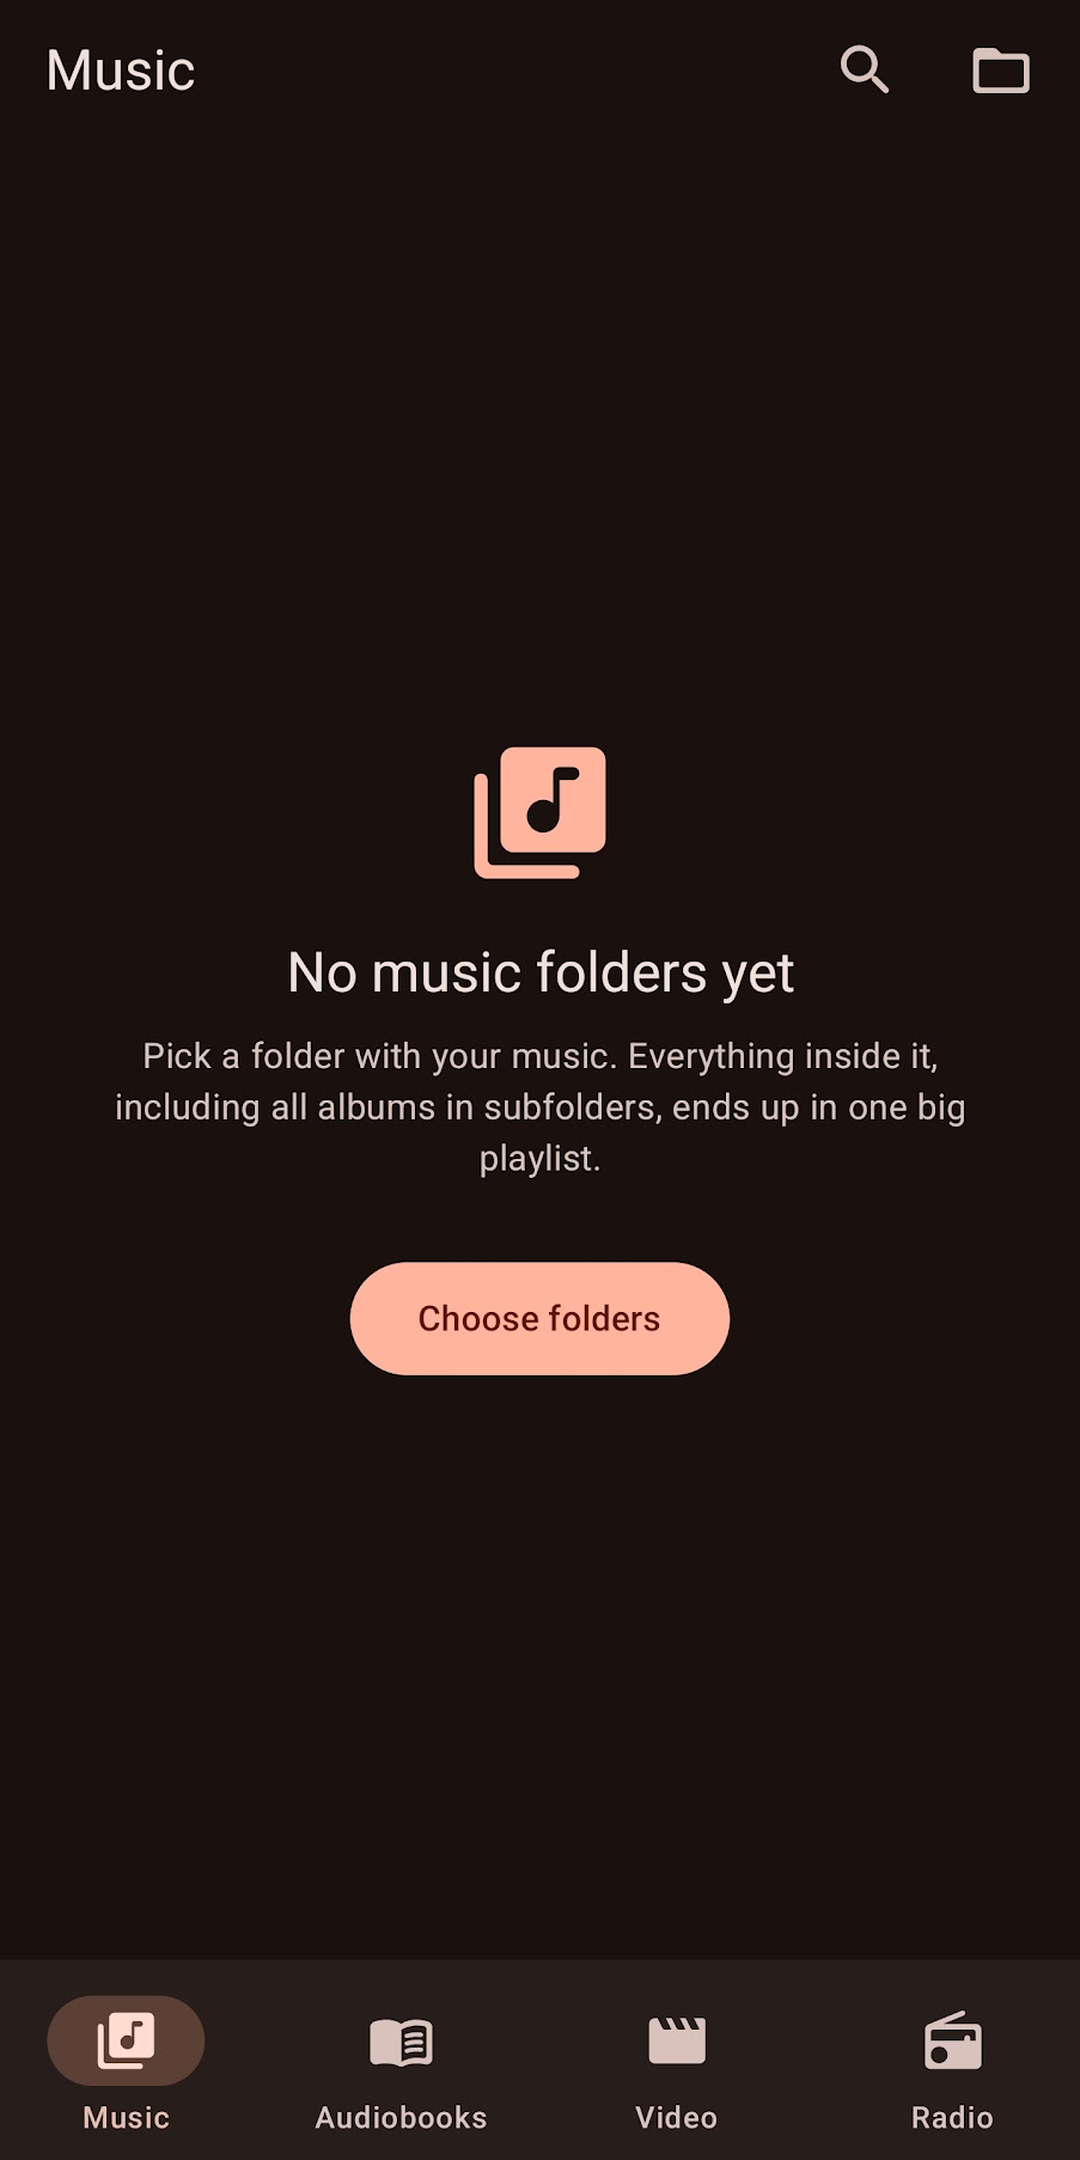 Music
No music folders yet
Pick a folder with your music. Everything inside it,
including all albums in subfolders, ends up in one big
playlist.
Choose folders
Music
Audiobooks
Video
Radio